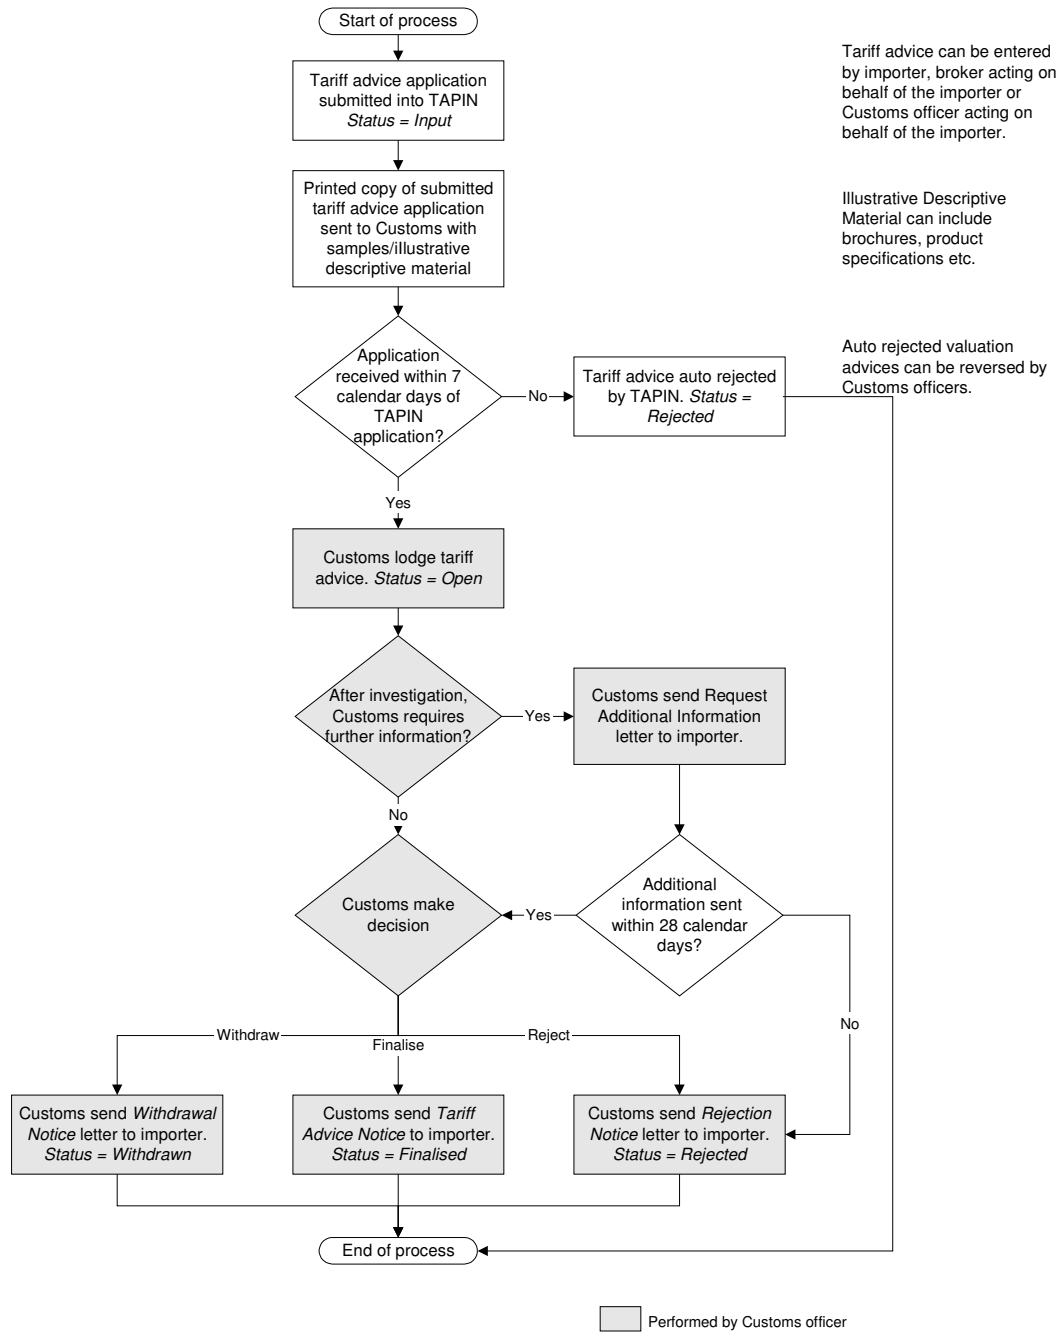 Start of process
Tariff advice can be entered
by importer, broker acting on
behalf of the importer or
Customs officer acting on
behalf of the importer.
Tariff advice application
submitted into TAPIN
Status = Input
Printed copy of submitted
tariff advice application
sent to Customs with
samples/illustrative
descriptive material
Illustrative Descriptive
Material can include
brochures, product
specifications etc.
Application
received within 7
calendar days of
TAPIN
application?
No
Tariff advice auto rejected
by TAPIN. Status =
Rejected
Auto rejected valuation
advices can be reversed by
Customs officers.
Yes
Customs lodge tariff
advice. Status = Open
After investigation,
Customs requires
further information?
Yes
Customs send Request
Additional Information
letter to importer.
No
Customs make
decision
Yes
Additional
information sent
within 28 calendar
days?
No
Withdraw
Finalise
Reject
Customs send Withdrawal
Notice letter to importer.
Status = Withdrawn
Customs send Tariff
Advice Notice to importer.
Status = Finalised
Customs send Rejection
Notice letter to importer.
Status = Rejected
End of process
Performed by Customs officer